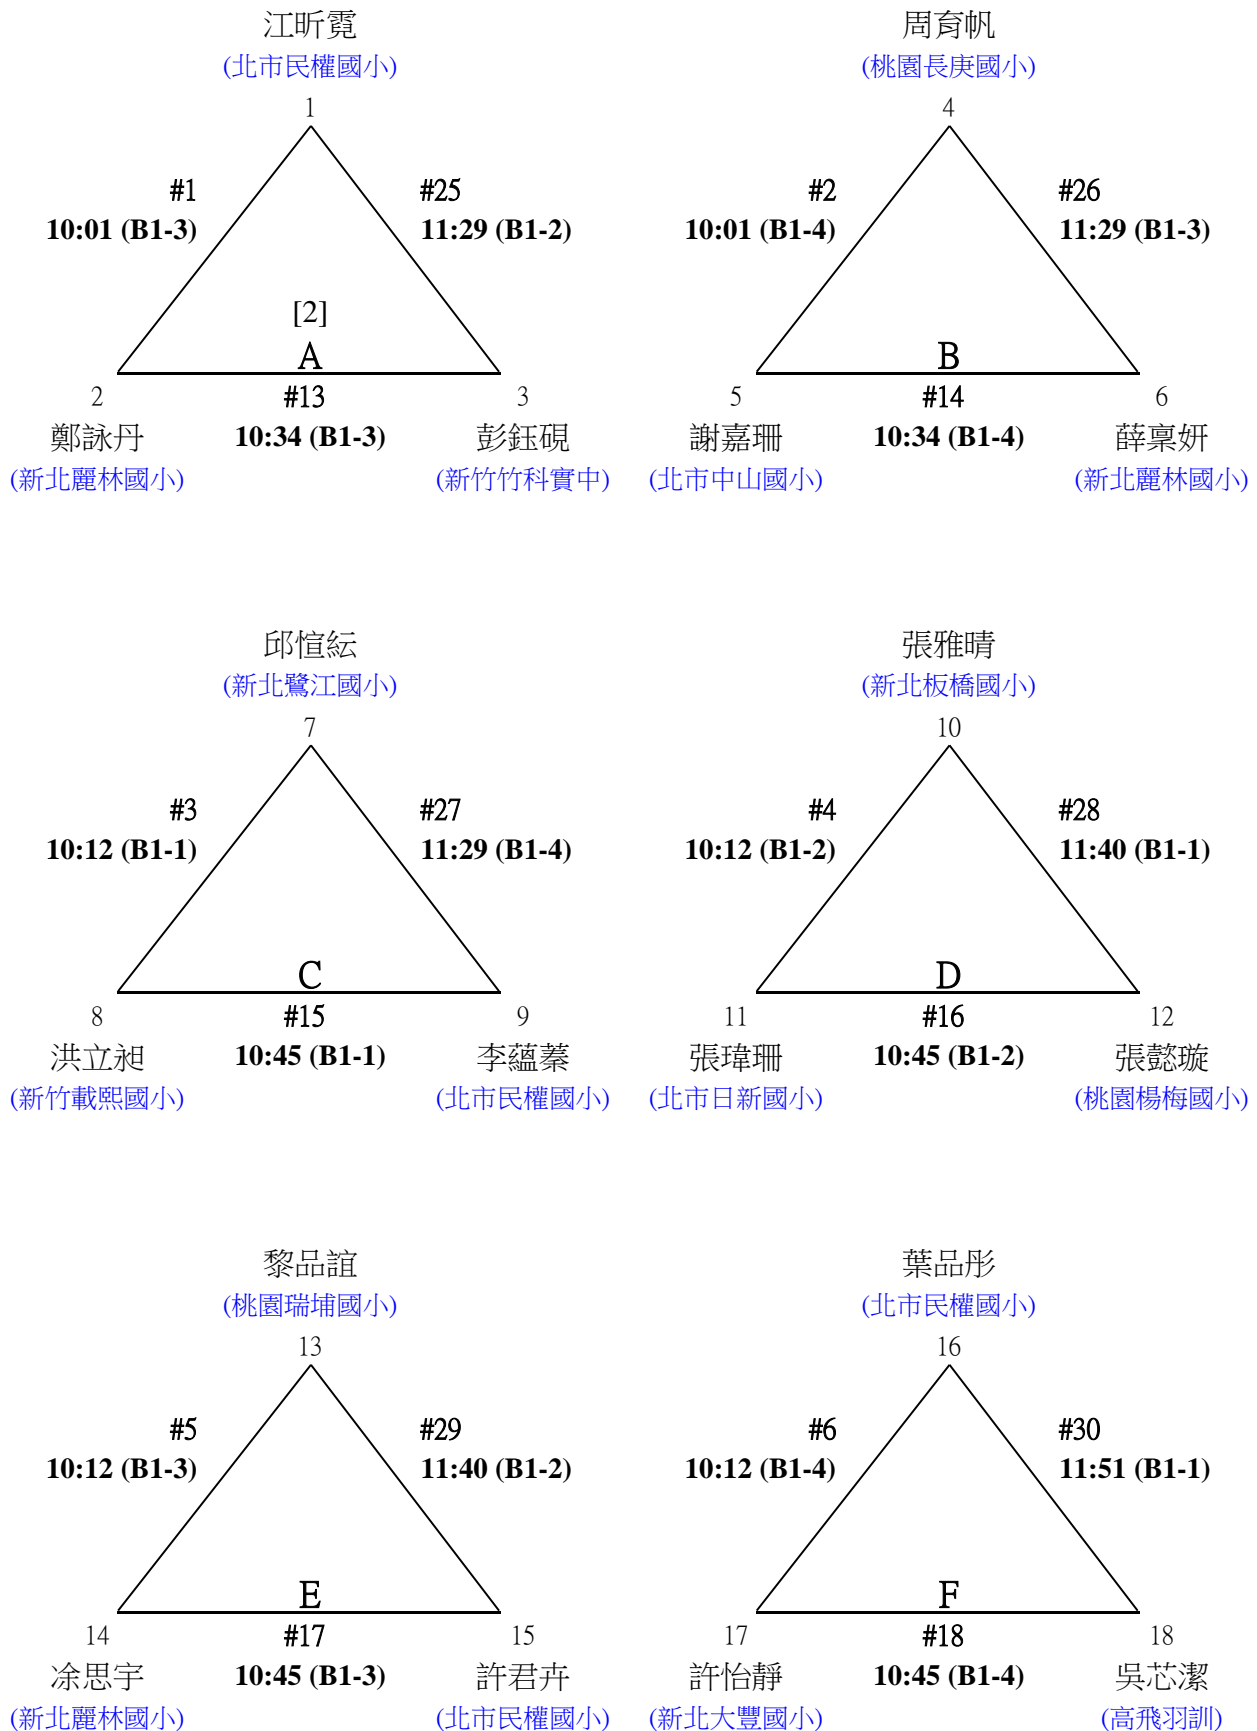 江昕霓
(北市民權國小)
1
#1
10:01 (B1-3)
#25
11:29 (B1-2)
[2]
A
2
#13
3
鄭詠丹
10:34 (B1-3)
彭鈺硯
(新北麗林國小)
(新竹竹科實中)
周育帆
(桃園長庚國小)
4
#2
10:01 (B1-4)
#26
11:29 (B1-3)
B
5
#14
6
謝嘉珊
10:34 (B1-4)
薛稟妍
(北市中山國小)
(新北麗林國小)
邱愃紜
(新北鷺江國小)
7
#3
10:12 (B1-1)
#27
11:29 (B1-4)
C
8
#15
9
洪立昶
10:45 (B1-1)
李蘊蓁
(新竹載熙國小)
(北市民權國小)
張雅晴
(新北板橋國小)
10
#4
10:12 (B1-2)
#28
11:40 (B1-1)
D
11
#16
12
張瑋珊
10:45 (B1-2)
張懿璇
(北市日新國小)
(桃園楊梅國小)
黎品誼
(桃園瑞埔國小)
13
#5
10:12 (B1-3)
#29
11:40 (B1-2)
E
14
#17
15
凃思宇
10:45 (B1-3)
許君卉
(新北麗林國小)
(北市民權國小)
葉品彤
(北市民權國小)
16
#6
10:12 (B1-4)
#30
11:51 (B1-1)
F
17
#18
18
許怡靜
10:45 (B1-4)
吳芯潔
(新北大豐國小)
(高飛羽訓)